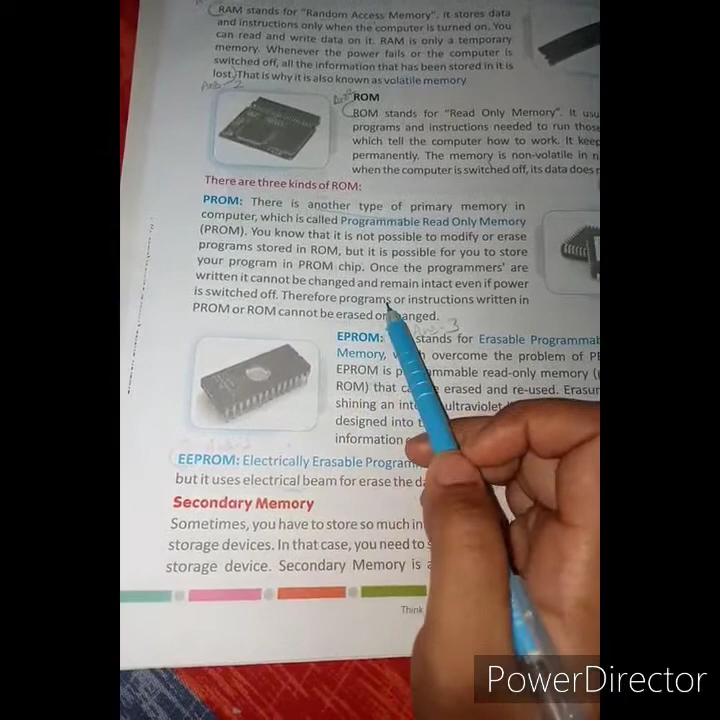 RAM stands for "Random Access Memory". It stores data
and instructions only when the computer is turned on. You
can read and write data on it. RAM is only a temporary
memory. Whenever the power fails or the computer is
switched off, all the information that has been stored in it is
lost. That is why it is also known as volatile memory
Ans-2
ROM
ROM stands for "Read Only Memory". It usu
programs and instructions needed to run those
which tell the computer how to work. It keep
permanently. The memory is non-volatile in n
when the computer is switched off, its data does
There are three kinds of ROM:
PROM: There is another type of primary memory in
computer, which is called Programmable Read Only Memory
(PROM). You know that it is not possible to modify or erase
programs stored in ROM, but it is possible for you to store
your program in PROM chip. Once the programmers' are
written it cannot be changed and remain intact even if power
is switched off. Therefore programs or instructions written in
PROM or ROM cannot be erased or changed.
Ans-3
EPROM: stands for Erasable Programmab
Memory, overcome the problem of P
EPROM is mmable read-only memory
ROM) that erased and re-used. Erasur
shining an ultraviolet
designed into
information
EEPROM: Electrically Erasable Program
but it uses electrical beam for erase the da
Secondary Memory
Sometimes, you have to store so much in
storage devices. In that case, you need to
storage device. Secondary Memory is
Think
PowerDirector